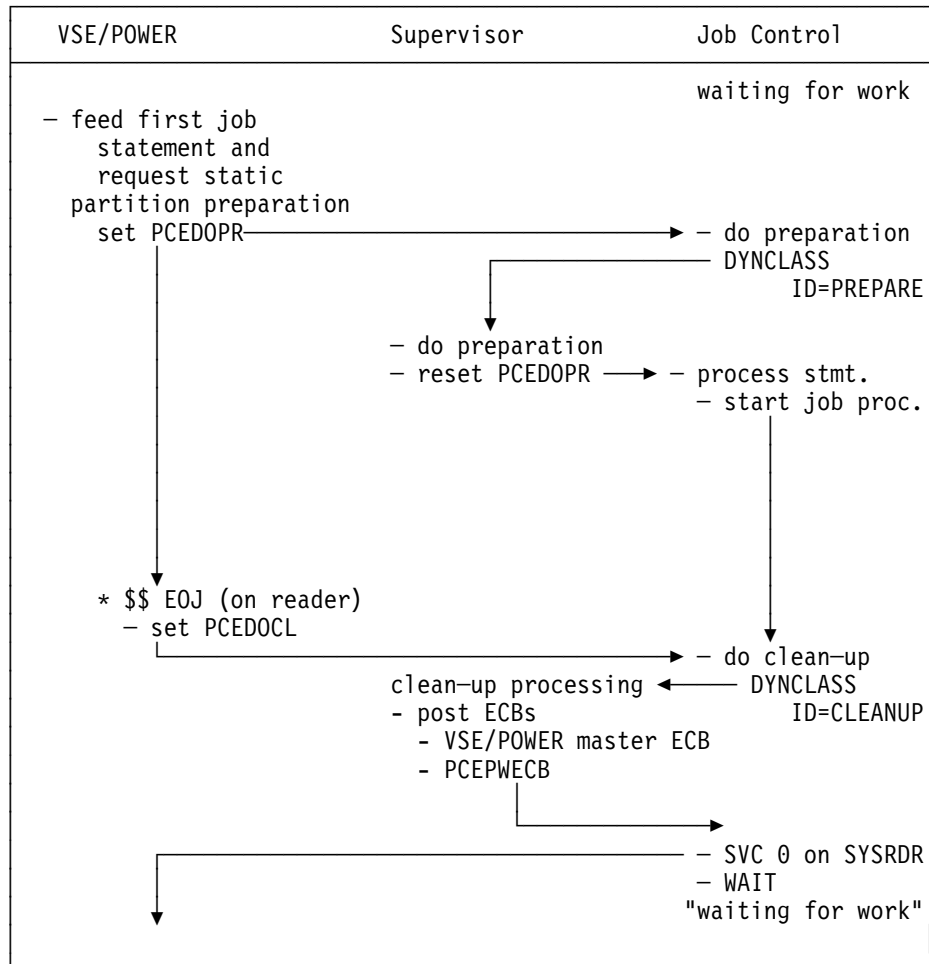 VSE/POWER Supervisor Job Control
waiting for work
— feed first job
statement and
request static
partition preparation
set PCEDOPR — do preparation
DYNCLASS
ID=PREPARE
— do preparation
— reset PCEDOPR — process stmt.
— start job proc.
* $$ EOJ (on reader)
— set PCEDOCL
— do clean—up
clean—up processing DYNCLASS
- post ECBs ID=CLEANUP
- VSE/POWER master ECB
- PCEPWECB
— SVC 0 on SYSRDR
— WAIT
"waiting for work"